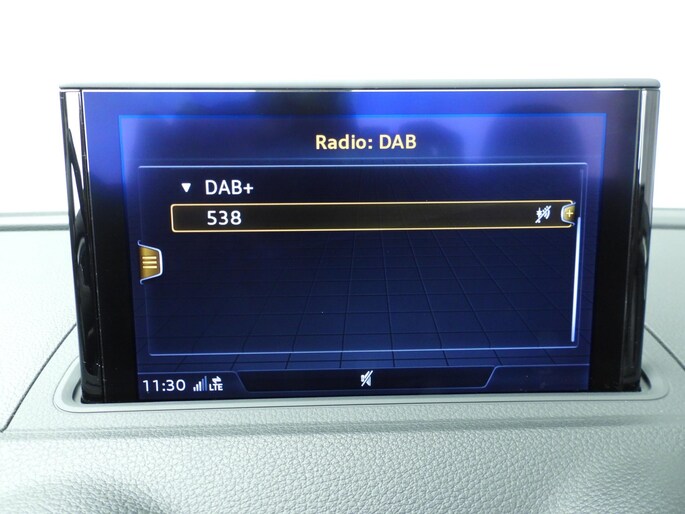 Radio: DAB
DAB+
538
11:30 LTE